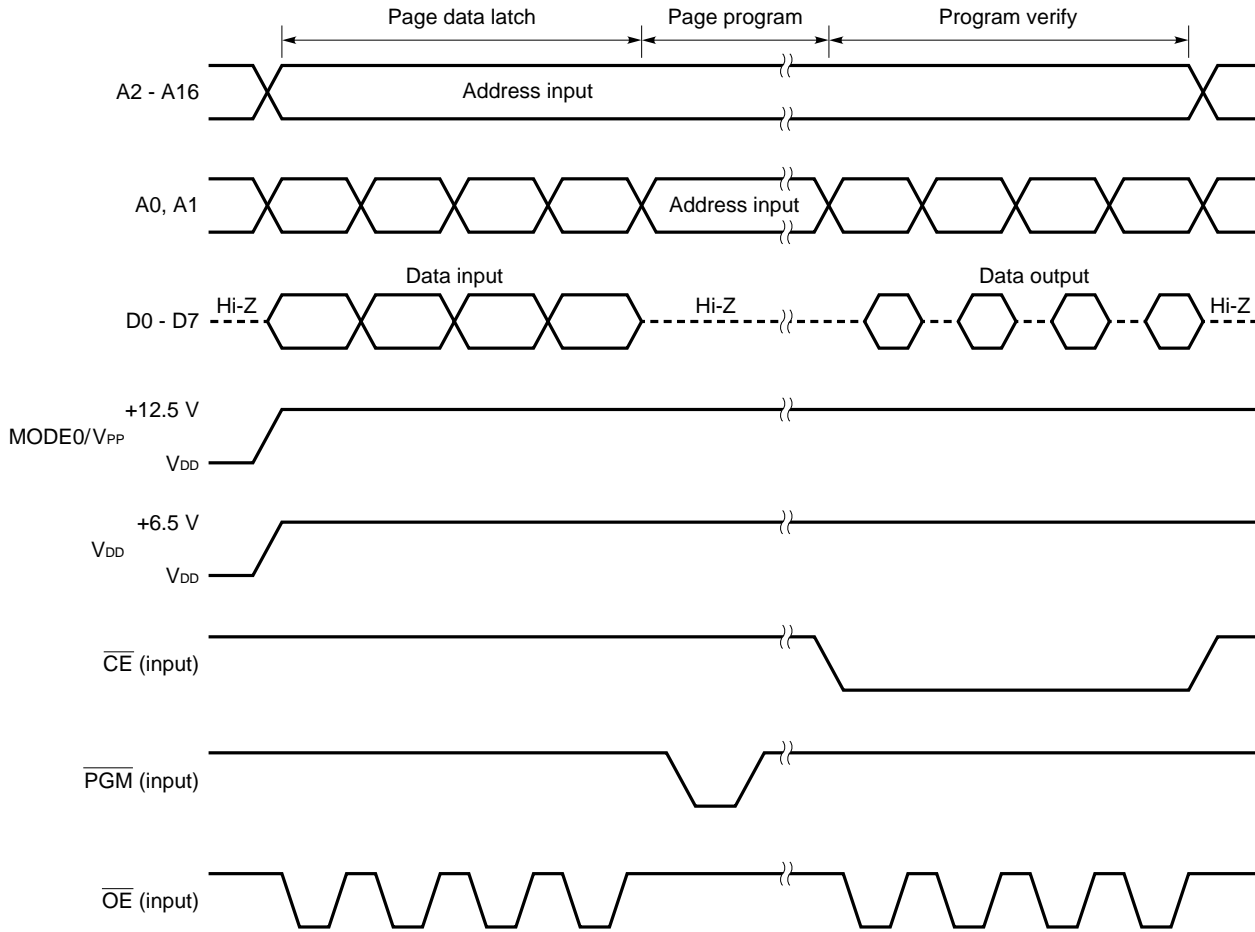 Page data latch
Page program
Program verify
A2 - A16
Address input
A0, A1
Address input
Data input
Data output
D0 - D7
Hi-Z
Hi-Z
Hi-Z
+12.5 V
MODE0/VPP
VDD
+6.5 V
VDD
VDD
CE (input)
PGM (input)
OE (input)